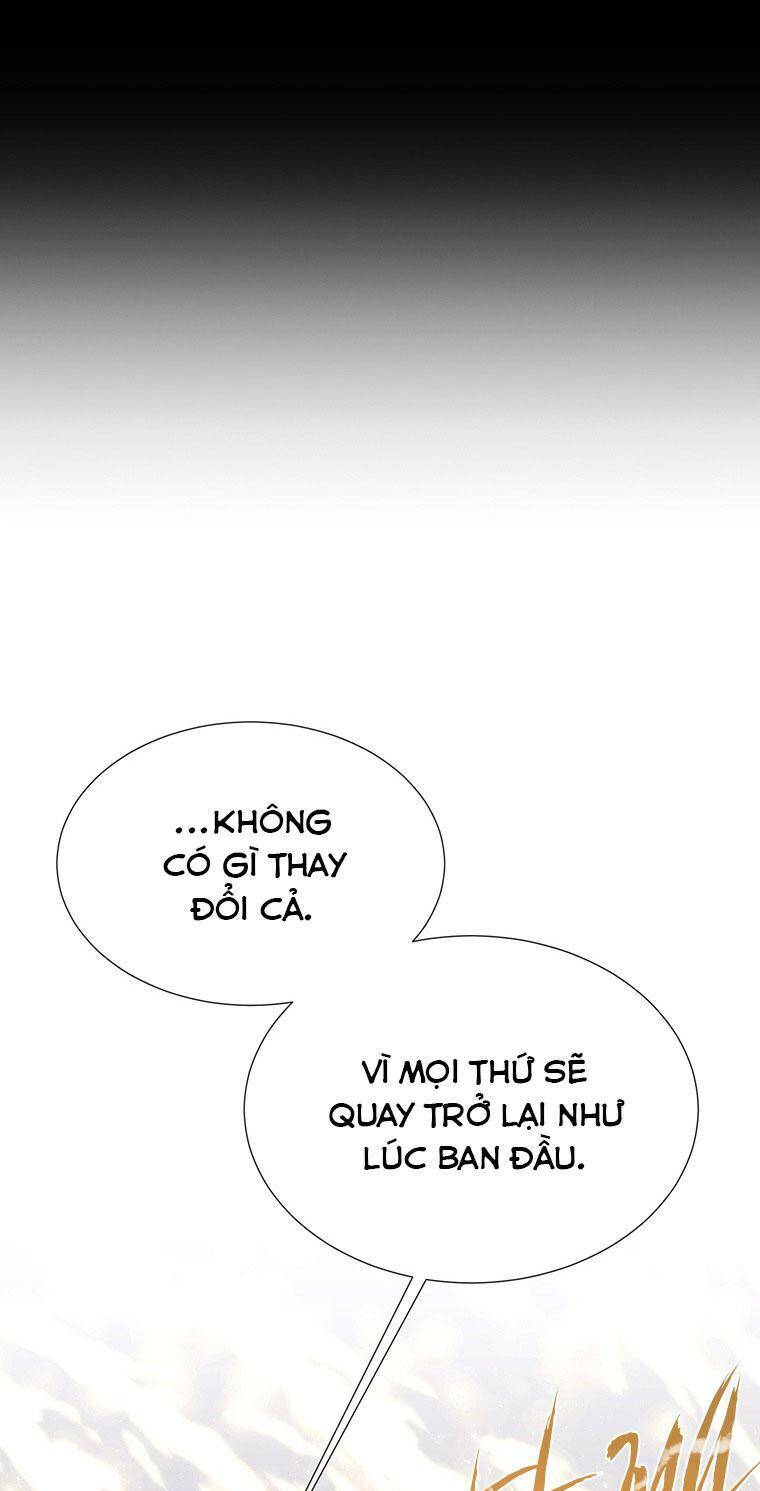 ...KHÔNG
CÓ GÌ THAY
ĐỔI CẢ.
VÌ MỌI THỨ SẼ
QUAY TRỞ LẠI NHƯ
LÚC BAN ĐẦU.